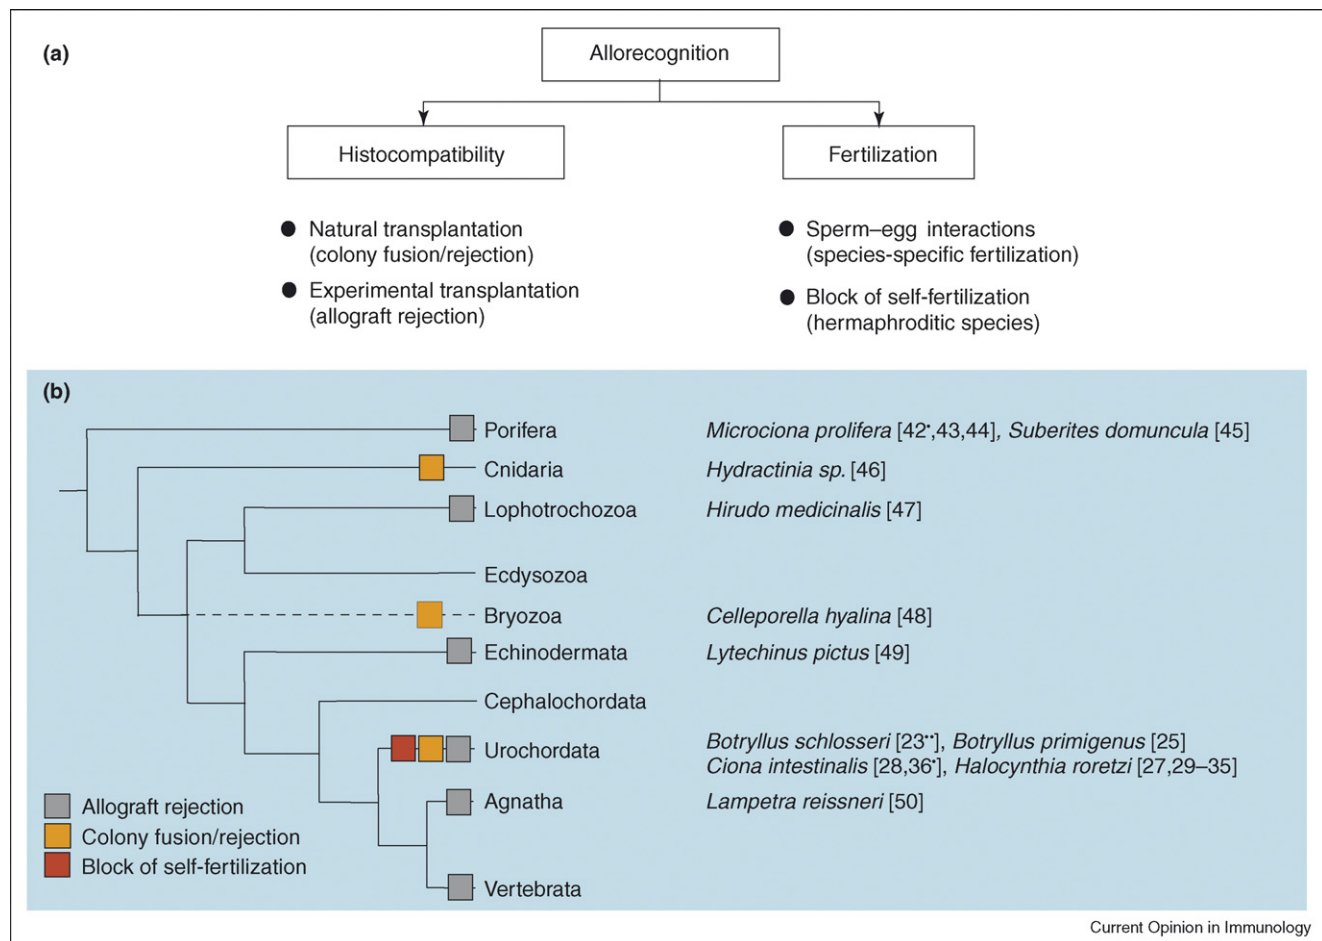 (a)
Allorecognition
Histocompatibility
Fertilization
● Natural transplantation
(colony fusion/rejection)
● Experimental transplantation
(allograft rejection)
● Sperm–egg interactions
(species-specific fertilization)
● Block of self-fertilization
(hermaphroditic species)
(b)
Porifera Microciona prolifera [42•,43,44], Suberites domuncula [45]
Cnidaria Hydractinia sp. [46]
Lophotrochozoa Hirudo medicinalis [47]
Ecdysozoa
Bryozoa Celleporella hyalina [48]
Echinodermata Lytechinus pictus [49]
Cephalochordata
Urochordata Botryllus schlosseri [23••], Botryllus primigenus [25]
Ciona intestinalis [28,36•], Halocynthia roretzi [27,29–35]
Agnatha Lampetra reissneri [50]
Vertebrata
Allograft rejection
Colony fusion/rejection
Block of self-fertilization
Current Opinion in Immunology